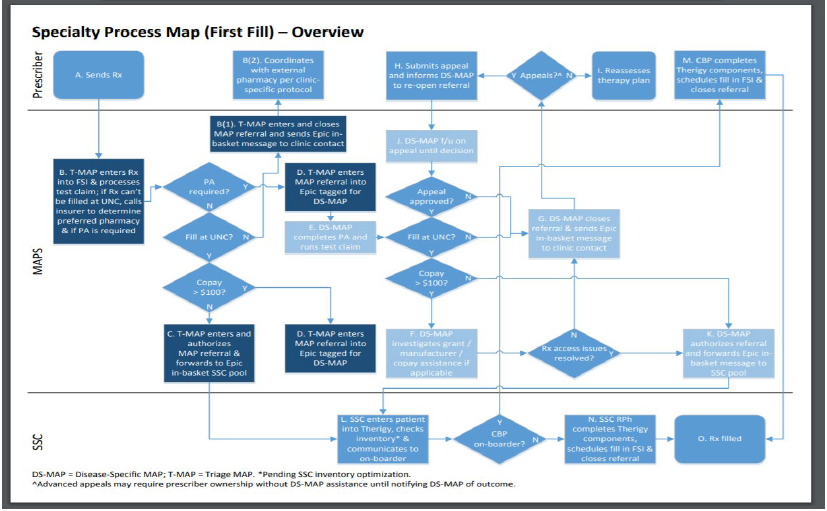 Specialty Process Map (First Fill) – Overview
Prescriber
A. Sends Rx
B(2). Coordinates
with external
pharmacy per clinic-
specific protocol
H. Submits appeal
and informs DS-MAP
to re-open referral
Y Appeals?^ N
I. Reassesses
therapy plan
M. CBP completes
Therigy components,
schedules fill in FSI &
closes referral
MAPS
B(1). T-MAP enters and closes
MAP referral and sends Epic in-
basket message to clinic contact
J. DS-MAP f/u on
appeal until decision
B. T-MAP enters Rx
into FSI & processes
test claim; if Rx can't
be filled at UNC, calls
insurer to determine
preferred pharmacy
& if PA is required
PA
required?
Y
N
D. T-MAP enters
MAP referral into
Epic tagged for
DS-MAP
Appeal
approved?
N
Y
G. DS-MAP closes
referral & sends Epic
in-basket message
to clinic contact
Fill at UNC? N
Y
E. DS-MAP
completes PA and
runs test claim
Fill at UNC? N
Y
Copay
> $100?
Y
N
Copay
> $100?
N
Y
C. T-MAP enters and
authorizes
MAP referral &
forwards to Epic
in-basket SSC pool
D. T-MAP enters
MAP referral into
Epic tagged for
DS-MAP
F. DS-MAP
investigates grant /
manufacturer /
copay assistance if
applicable
N
Rx access issues
resolved?
Y
K. DS-MAP
authorizes referral
and forwards Epic in-
basket message to
SSC pool
SSC
L. SSC enters patient
into Therigy, checks
inventory* &
communicates to
on-boarder
Y
CBP
on-boarder?
N
N. SSC RPh
completes Therigy
components,
schedules fill in FSI &
closes referral
O. Rx filled
DS-MAP = Disease-Specific MAP; T-MAP = Triage MAP. *Pending SSC inventory optimization.
^Advanced appeals may require prescriber ownership without DS-MAP assistance until notifying DS-MAP of outcome.